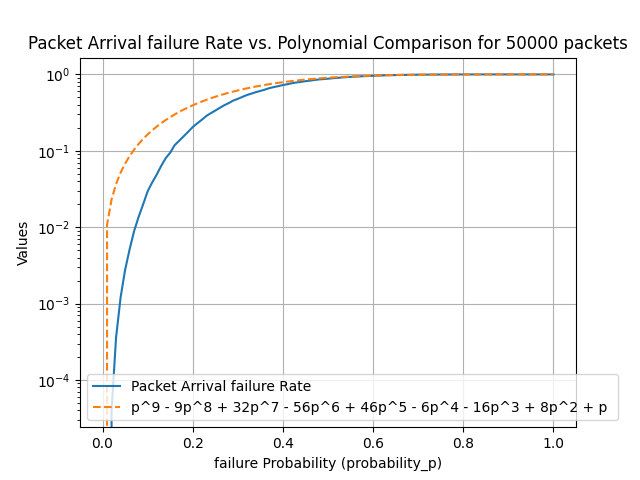 Packet Arrival failure Rate vs. Polynomial Comparison for 50000 packets
10^0
10^-1
10^-2
10^-3
10^-4
Values
Packet Arrival failure Rate
p^9 - 9p^8 + 32p^7 - 56p^6 + 46p^5 - 6p^4 - 16p^3 + 8p^2 + p
0.0 0.2 0.4 0.6 0.8 1.0
failure Probability (probability_p)